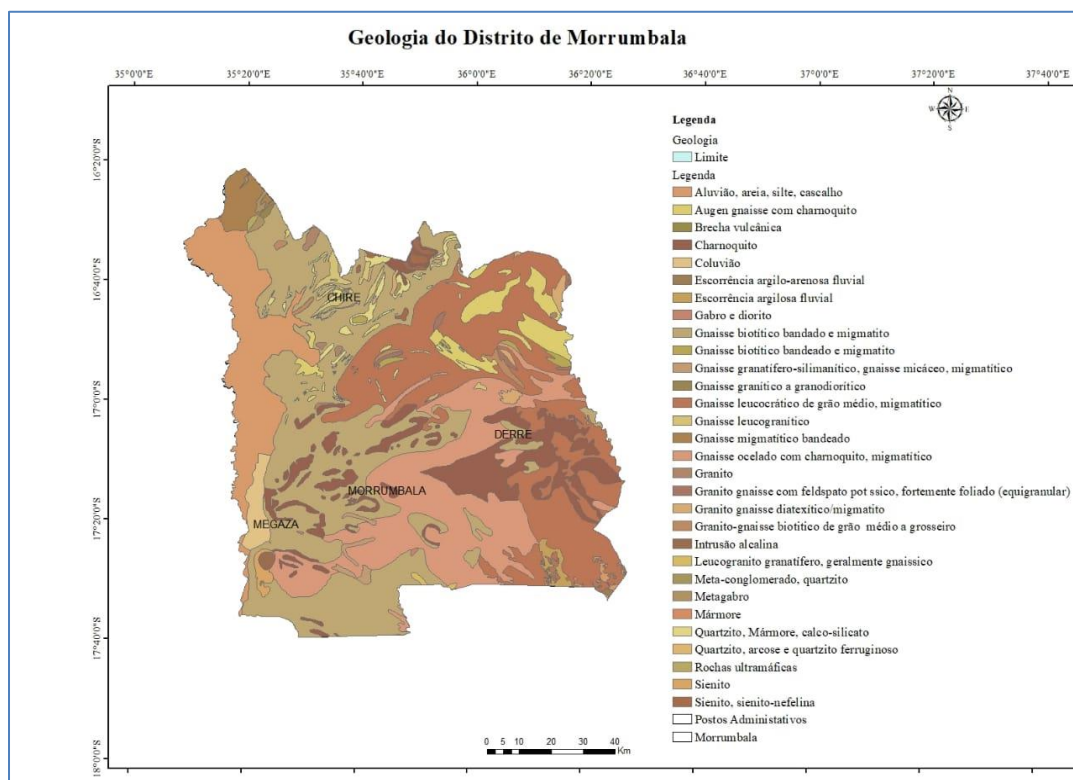 Geologia do Distrito de Morrumbala
35°0'0"E 35°20'0"E 35°40'0"E 36°0'0"E 36°20'0"E 36°40'0"E 37°0'0"E 37°20'0"E 37°40'0"E
N
W E
S
16°20'0"S
16°40'0"S
17°0'0"S
17°20'0"S
17°40'0"S
18°0'0"S
CHIRE
DERRE
MORRUMBALA
MEGAZA
Legenda
Geologia
Limite
Legenda
Aluvião, areia, silte, cascalho
Augen gnaisse com charnoquito
Brecha vulcânica
Charnoquito
Coluvião
Escorrência argilo-arenosa fluvial
Escorrência argilosa fluvial
Gabro e diorito
Gnaisse biotítico bandado e migmatito
Gnaisse biotítico bandeado e migmatito
Gnaisse granatífero-silimanítico, gnaisse micáceo, migmatítico
Gnaisse granitico a granodiorítico
Gnaisse leucocrático de grão médio, migmatítico
Gnaisse leucogranítico
Gnaisse migmatítico bandeado
Gnaisse ocelado com charnoquito, migmatítico
Granito
Granito gnaisse com feldspato pot ssico, fortemente foliado (equigranular)
Granito gnaisse diatexítico/migmatito
Granito-gnaisse biotitico de grão médio a grosseiro
Intrusão alcalina
Leucogranito granatífero, geralmente gnaissico
Meta-conglomerado, quartzito
Metagabro
Mármore
Quartzito, Mármore, calco-silicato
Quartzito, arcose e quartzito ferruginoso
Rochas ultramáficas
Sienito
Sienito, sienito-nefelina
Postos Administativos
Morrumbala
0 5 10 20 30 40
Km